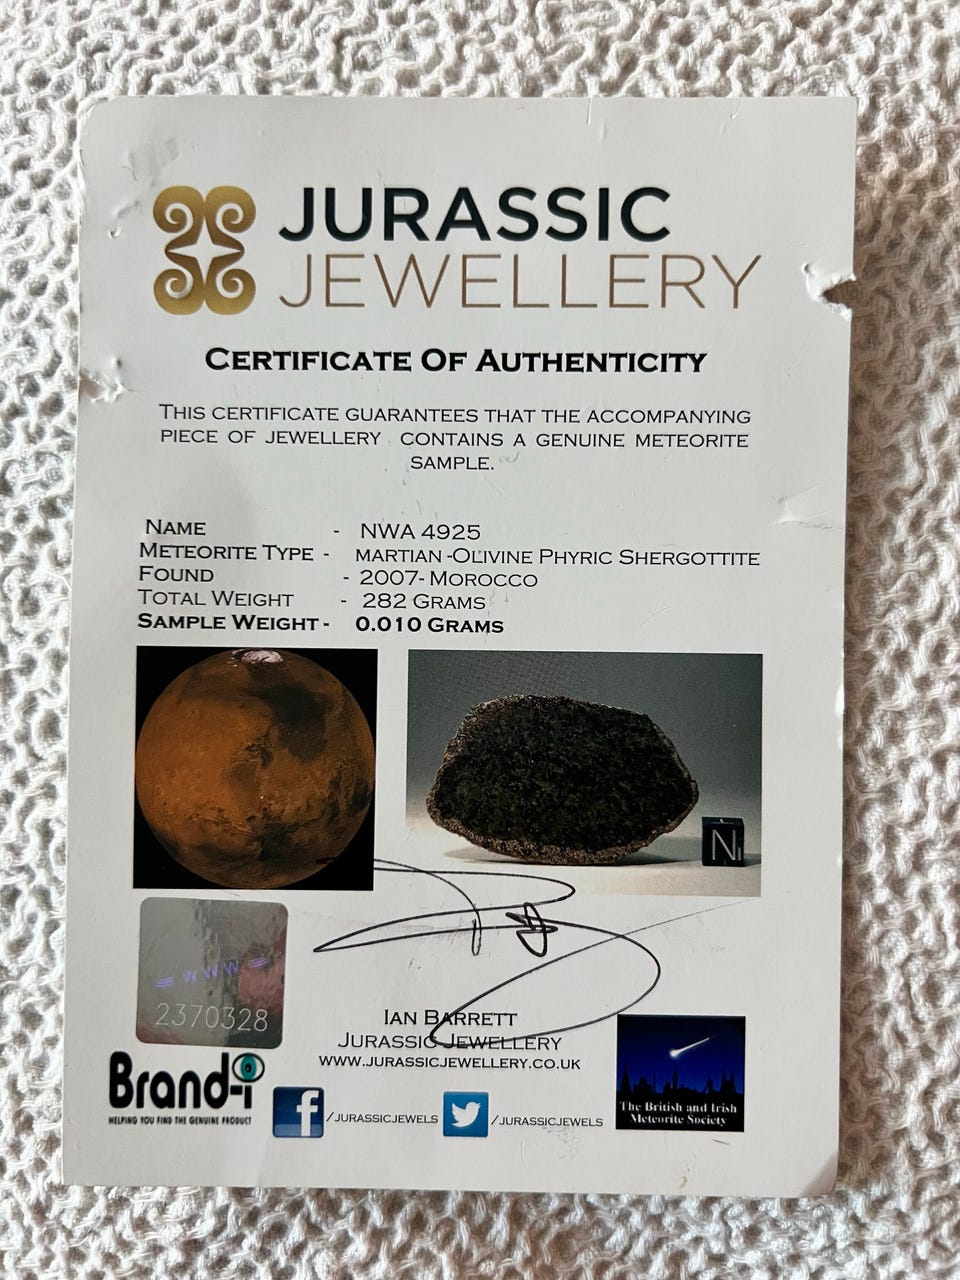 JURASSIC
JEWELLERY
CERTIFICATE OF AUTHENTICITY
THIS CERTIFICATE GUARANTEES THAT THE ACCOMPANYING
PIECE OF JEWELLERY CONTAINS A GENUINE METEORITE
SAMPLE.
NAME - NWA 4925
METEORITE TYPE - MARTIAN -OLIVINE PHYRIC SHERGOTTITE
FOUND - 2007- MOROCCO
TOTAL WEIGHT - 282 GRAMS
SAMPLE WEIGHT - 0.010 GRAMS
N
WWW
2370328
IAN BARRETT
JURASSIC JEWELLERY
WWW.JURASSICJEWELLERY.CO.UK
Brand-i
HELPING YOU FIND THE GENUINE PRODUCT
f /JURASSICJEWELS
/JURASSICJEWELS
The British and Irish
Meteorite Society